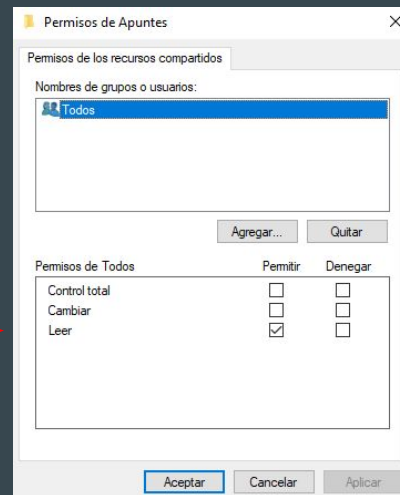 Permisos de Apuntes
Permisos de los recursos compartidos
Nombres de grupos o usuarios:
Todos
Agregar... Quitar
Permisos de Todos Permitir Denegar
Control total
Cambiar
Leer
Aceptar Cancelar Aplicar